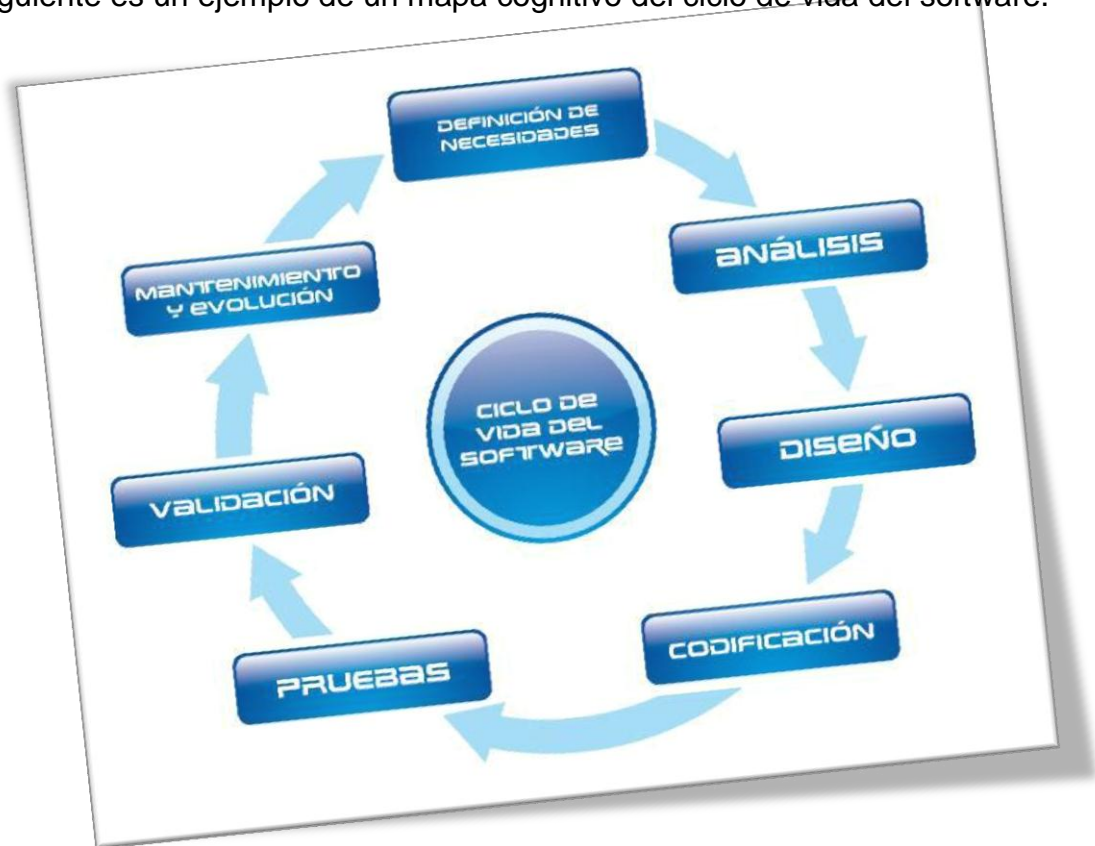 guiente es un ejemplo de un mapa cognitivo del ciclo de vida del software.
DEFINICIÓN DE
NECESIDADES
ANÁLISIS
DISEÑO
CODIFICACIÓN
PRUEBAS
VALIDACIÓN
MANTENIMIENTO
Y EVOLUCIÓN
CICLO DE
VIDA DEL
SOFTWARE